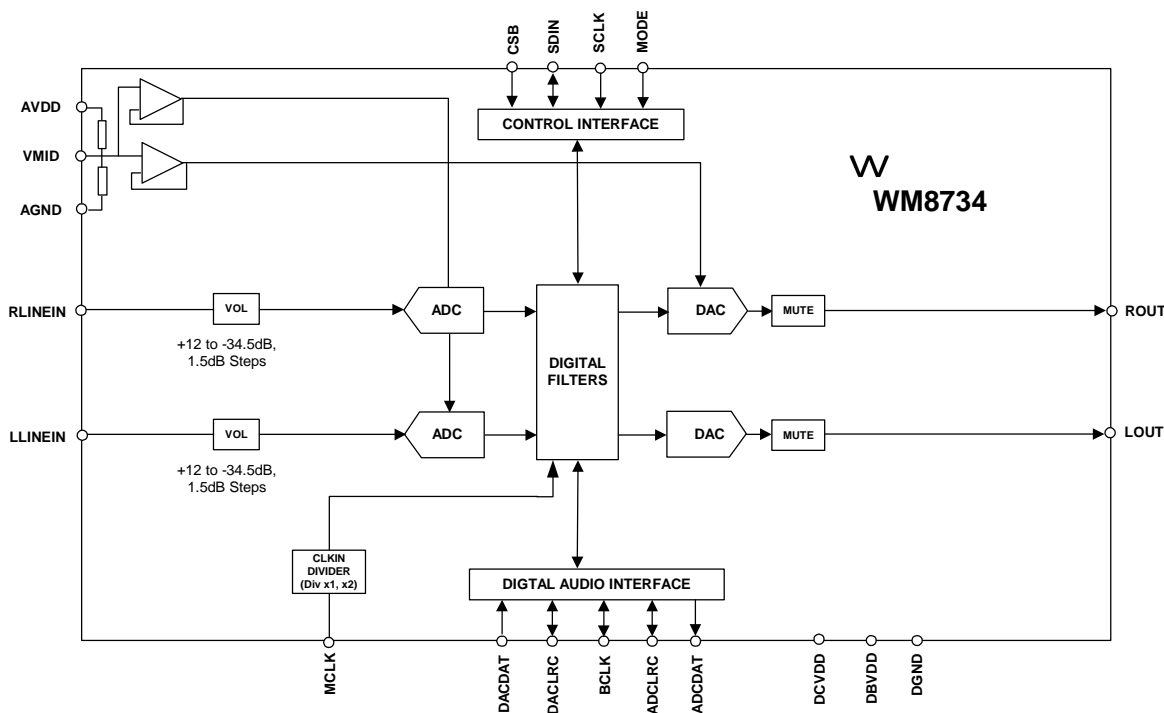 CSB
SDIN
SCLK
MODE
AVDD
VMID
AGND
CONTROL INTERFACE
W
WM8734
RLINEIN
VOL
ADC
DAC
MUTE
ROUT
+12 to -34.5dB,
1.5dB Steps
DIGITAL
FILTERS
LLINEIN
VOL
ADC
DAC
MUTE
LOUT
+12 to -34.5dB,
1.5dB Steps
CLKIN
DIVIDER
(Div x1, x2)
DIGTAL AUDIO INTERFACE
MCLK
DACDAT
DACLRC
BCLK
ADCLRC
ADCDAT
DCVDD
DBVDD
DGND